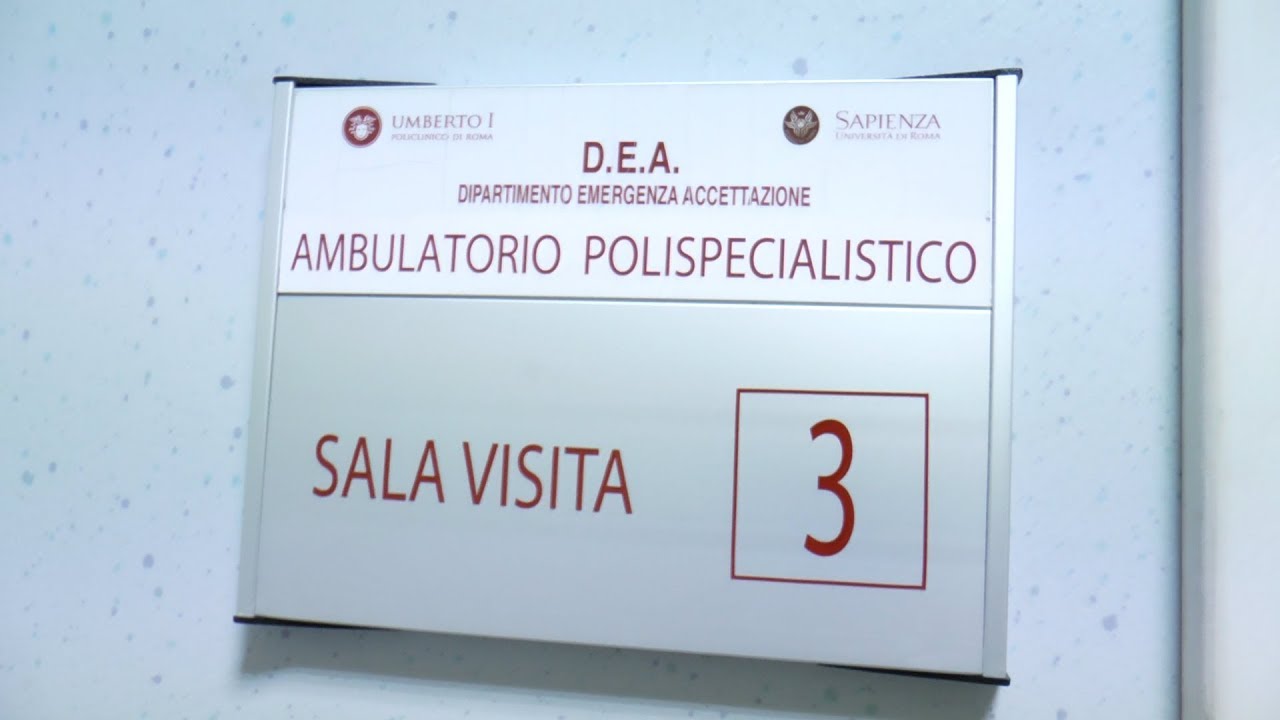 UMBERTO I
POLICLINICO DI ROMA
SAPIENZA
UNIVERSITÀ DI ROMA
D.E.A.
DIPARTIMENTO EMERGENZA ACCETTAZIONE
AMBULATORIO POLISPECIALISTICO
SALA VISITA
3